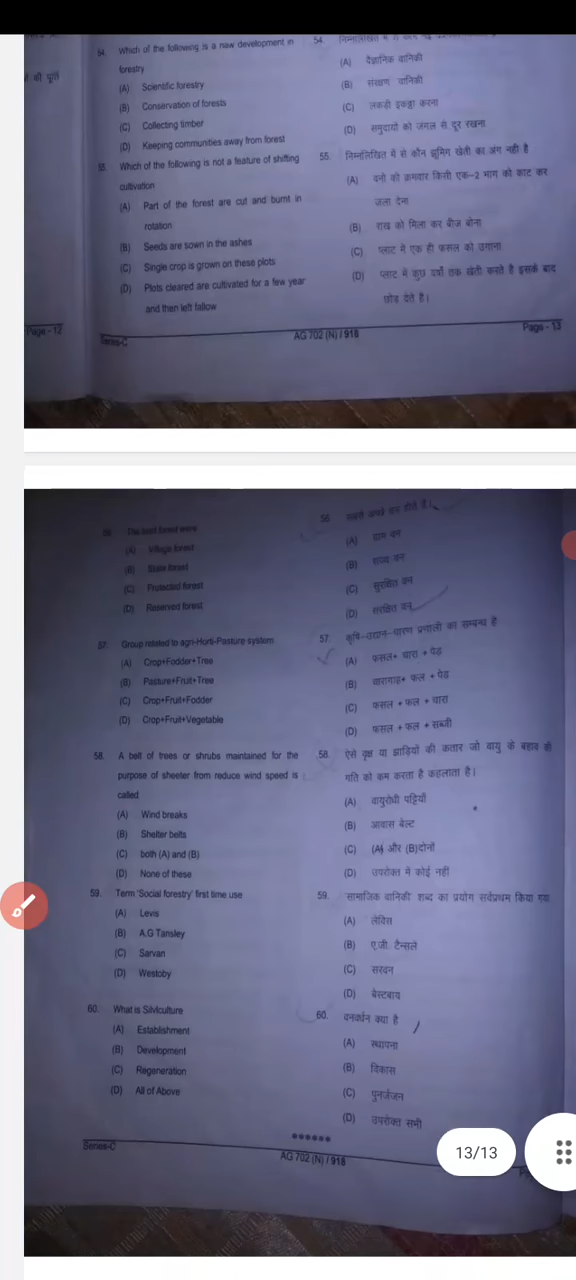 54. Which of the following is a new development in
forestry
(A) Scientific forestry
(B) Conservation of forests
(C) Collecting timber
(D) Keeping communities away from forest
55. Which of the following is not a feature of shifting
cultivation
(A) Part of the forest are cut and burnt in
rotation
(B) Seeds are sown in the ashes
(C) Single crop is grown on these plots
(D) Plots cleared are cultivated for a few year
and then left fallow
की पूर्ति
54. निम्नलिखित में से
(A) वैज्ञानिक वानिकी
(B) संरक्षण वानिकी
(C) लकड़ी इकठ्ठा करना
(D) समुदायों को जंगल से दूर रखना
55. निम्नलिखित में से कौन झूमिंग खेती का अंग नही है
(A) वनो को क्रमवार किसी एक-2 भाग को काट कर
जला देना
(B) राख को मिला कर बीज बोना
(C) प्लाट में एक ही फसल को उगाना
(D) प्लाट में कुछ वर्षों तक खेती करते है इसके बाद
छोड देते है।
Page - 12
Series-C
AG 702 (N) / 918
Page - 13
56. The best forest were
(A) Village forest
(B) State forest
(C) Protected forest
(D) Reserved forest
57. Group related to agri-Horti-Pasture system
(A) Crop+Fodder+Tree
(B) Pasture+Fruit+Tree
(C) Crop+Fruit+Fodder
(D) Crop+Fruit+Vegetable
58. A belt of trees or shrubs maintained for the
purpose of sheeter from reduce wind speed is
called
(A) Wind breaks
(B) Shelter belts
(C) both (A) and (B)
(D) None of these
59. Term 'Social forestry' first time use
(A) Levis
(B) A.G Tansley
(C) Sarvan
(D) Westoby
60. What is Silviculture
(A) Establishment
(B) Development
(C) Regeneration
(D) All of Above
56. सबसे अच्छे वन होते है।
(A) ग्राम वन
(B) राज्य वन
(C) सुरक्षित वन
(D) संरक्षित वन
57. कृषि-उद्यान-चारण प्रणाली का सम्बन्ध है
(A) फसल+ चारा + पेड
(B) चारागाह+ फल + पेड
(C) फसल + फल + चारा
(D) फसल + फल + सब्जी
58. ऐसे वृक्ष या झाड़ियो की कतार जो वायु के बहाव की
गति को कम करता है कहलाता है।
(A) वायुरोधी पट्टियाँ
(B) आवास बेल्ट
(C) (A) और (B)दोनों
(D) उपरोक्त मे कोई नहीं
59. 'सामाजिक वानिकी' शब्द का प्रयोग सर्वप्रथम किया गया
(A) लेविस
(B) ए.जी. टैन्सले
(C) सरवन
(D) वेस्टबाय
60. वनवर्धन क्या है
(A) स्थापना
(B) विकास
(C) पुनर्जनन
(D) उपरोक्त सभी
******
Series-C
AG 702 (N) / 918
13/13